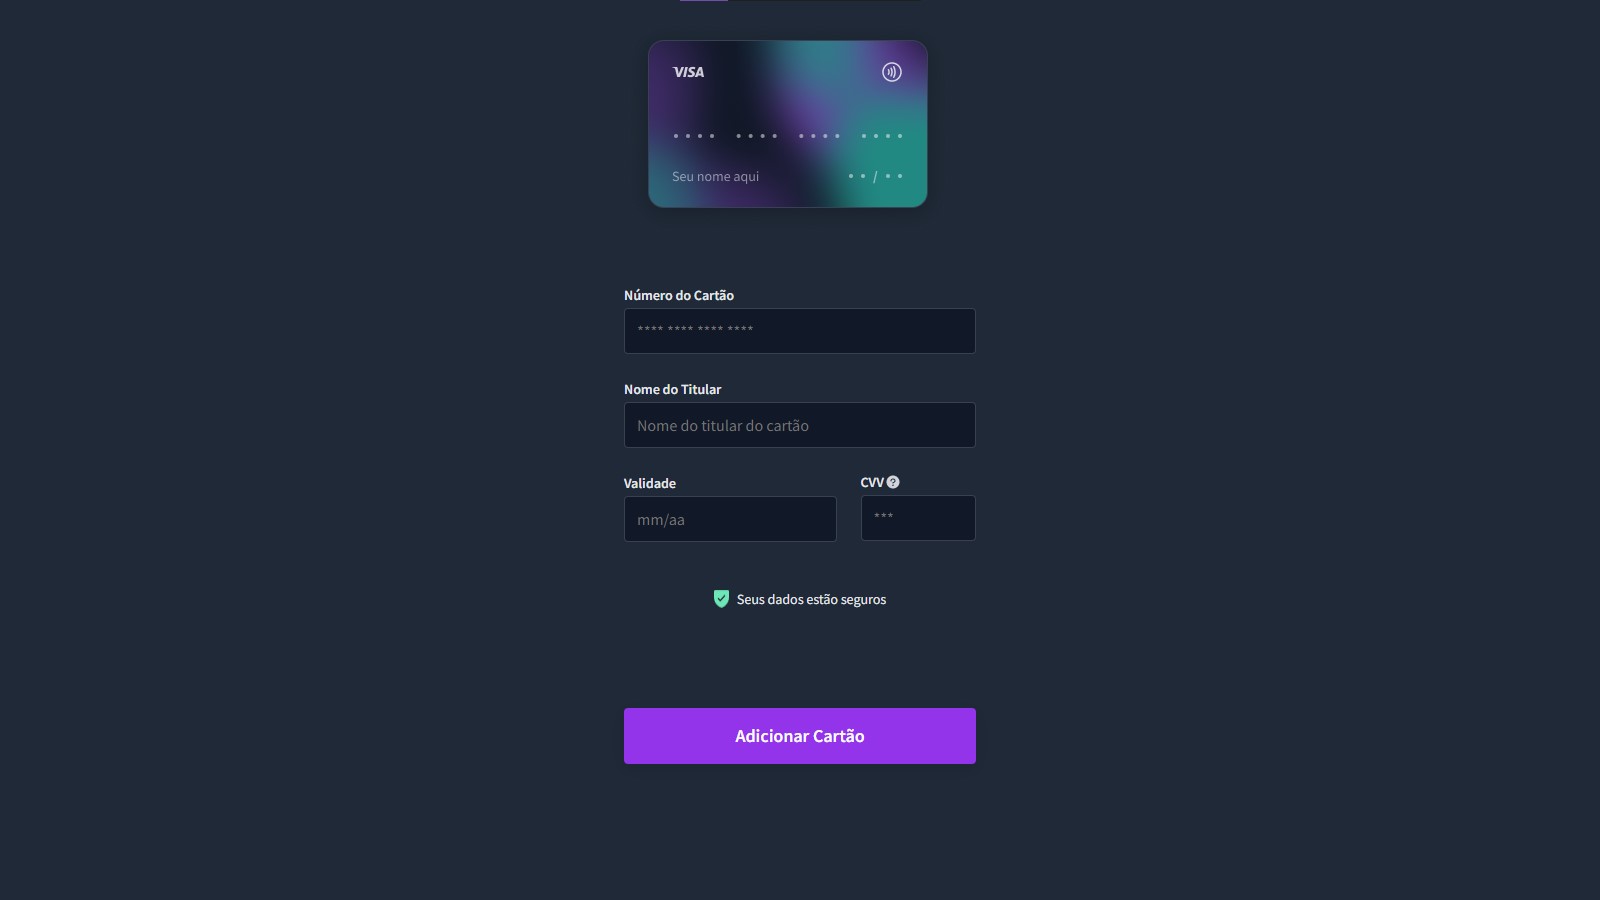 VISA
•••• •••• •••• ••••
Seu nome aqui ••/••
Número do Cartão
**** **** **** ****
Nome do Titular
Nome do titular do cartão
Validade CVV ?
mm/aa ***
Seus dados estão seguros
Adicionar Cartão